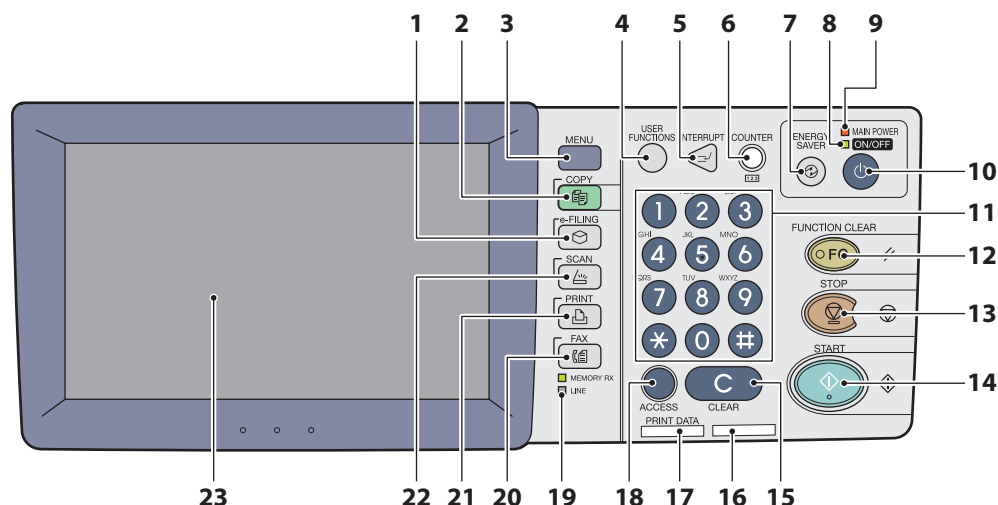 1 2 3 4 5 6 7 8 9
MENU
USER FUNCTIONS
INTERRUPT
COUNTER
123
ENERGY SAVER
MAIN POWER
ON/OFF
10
COPY
e-FILING
SCAN
PRINT
FAX
MEMORY RX
LINE
1 2 3
GHI JKL MNO
4 5 6
TUV WXYZ
7 8 9
* 0 #
11
FUNCTION CLEAR
FC
12
STOP
13
START
14
ACCESS
C
CLEAR
PRINT DATA
23 22 21 20 19 18 17 16 15